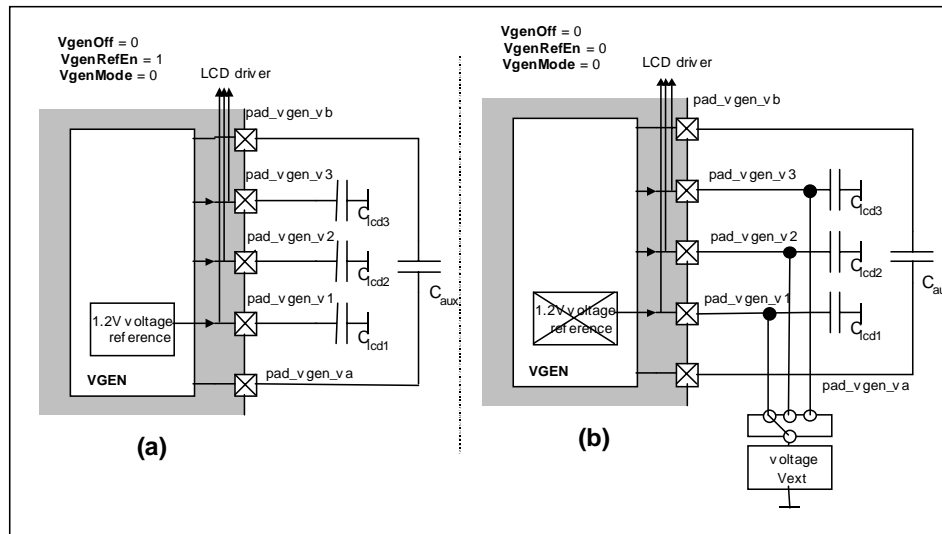 VgenOff = 0
VgenRefEn = 1
VgenMode = 0
LCD driver
pad_vgen_vb
pad_vgen_v3
Clcd3
pad_vgen_v2
Clcd2
Caux
pad_vgen_v1
1.2V voltage
reference
Clcd1
VGEN
pad_vgen_va
(a)
VgenOff = 0
VgenRefEn = 0
VgenMode = 0
LCD driver
pad_vgen_vb
pad_vgen_v3
Clcd3
pad_vgen_v2
Clcd2
Cau
pad_vgen_v1
1.2V voltage
reference
Clcd1
VGEN
pad_vgen_va
(b)
voltage
Vext